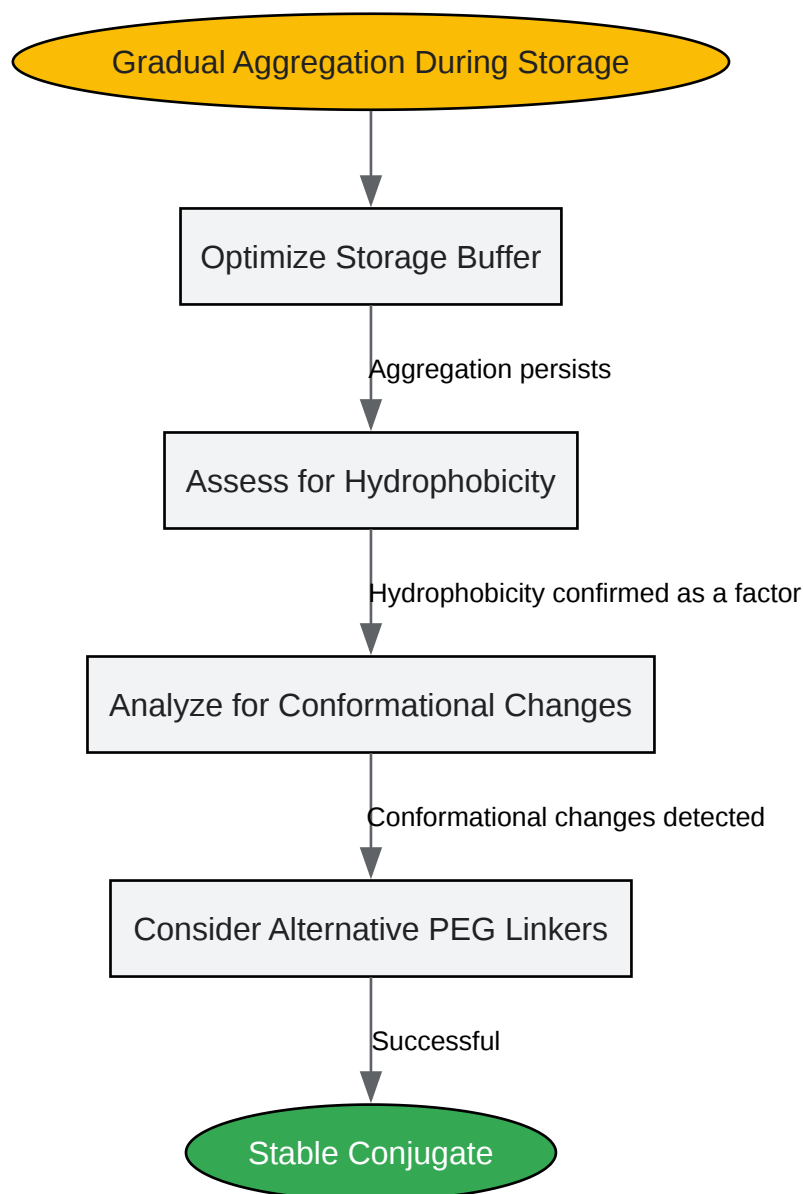 Gradual Aggregation During Storage
Optimize Storage Buffer
Aggregation persists
Assess for Hydrophobicity
Hydrophobicity confirmed as a factor
Analyze for Conformational Changes
Conformational changes detected
Consider Alternative PEG Linkers
Successful
Stable Conjugate